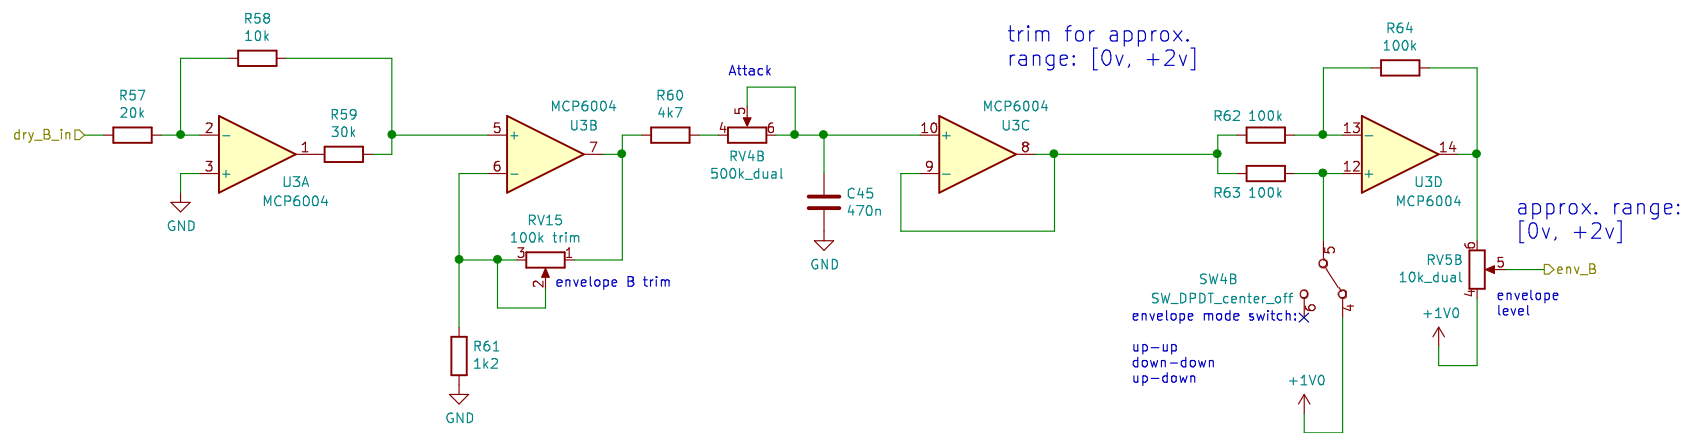 R58
10k
R57
20k
dry_B_in
2
3
1
U3A
MCP6004
GND
R59
30k
MCP6004
U3B
5
6
7
RV15
100k trim
3
1
2
envelope B trim
R61
1k2
GND
R60
4k7
Attack
5
4
6
RV4B
500k_dual
C45
470n
GND
trim for approx.
range: [0v, +2v]
MCP6004
U3C
10
9
8
R62 100k
R63 100k
R64
100k
13
12
14
U3D
MCP6004
5
SW4B
SW_DPDT_center_off
envelope mode switch:
6
4
up-up
down-down
up-down
+1V0
approx. range:
[0v, +2v]
6
RV5B
10k_dual
5
4
env_B
envelope
level
+1V0